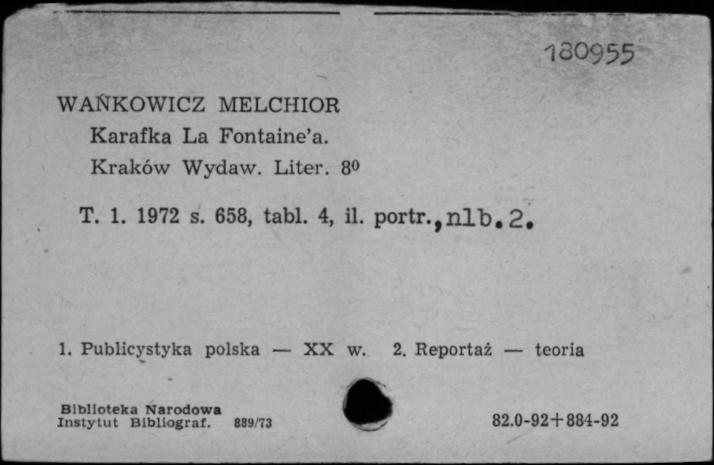 180955
WAŃKOWICZ MELCHIOR
Karafka La Fontaine'a.
Kraków Wydaw. Liter. 8⁰
T. 1. 1972 s. 658, tabl. 4, il. portr., nlb. 2.
1. Publicystyka polska — XX w. 2. Reportaż — teoria
Biblioteka Narodowa
Instytut Bibliograf. 889/73
82.0-92+884-92